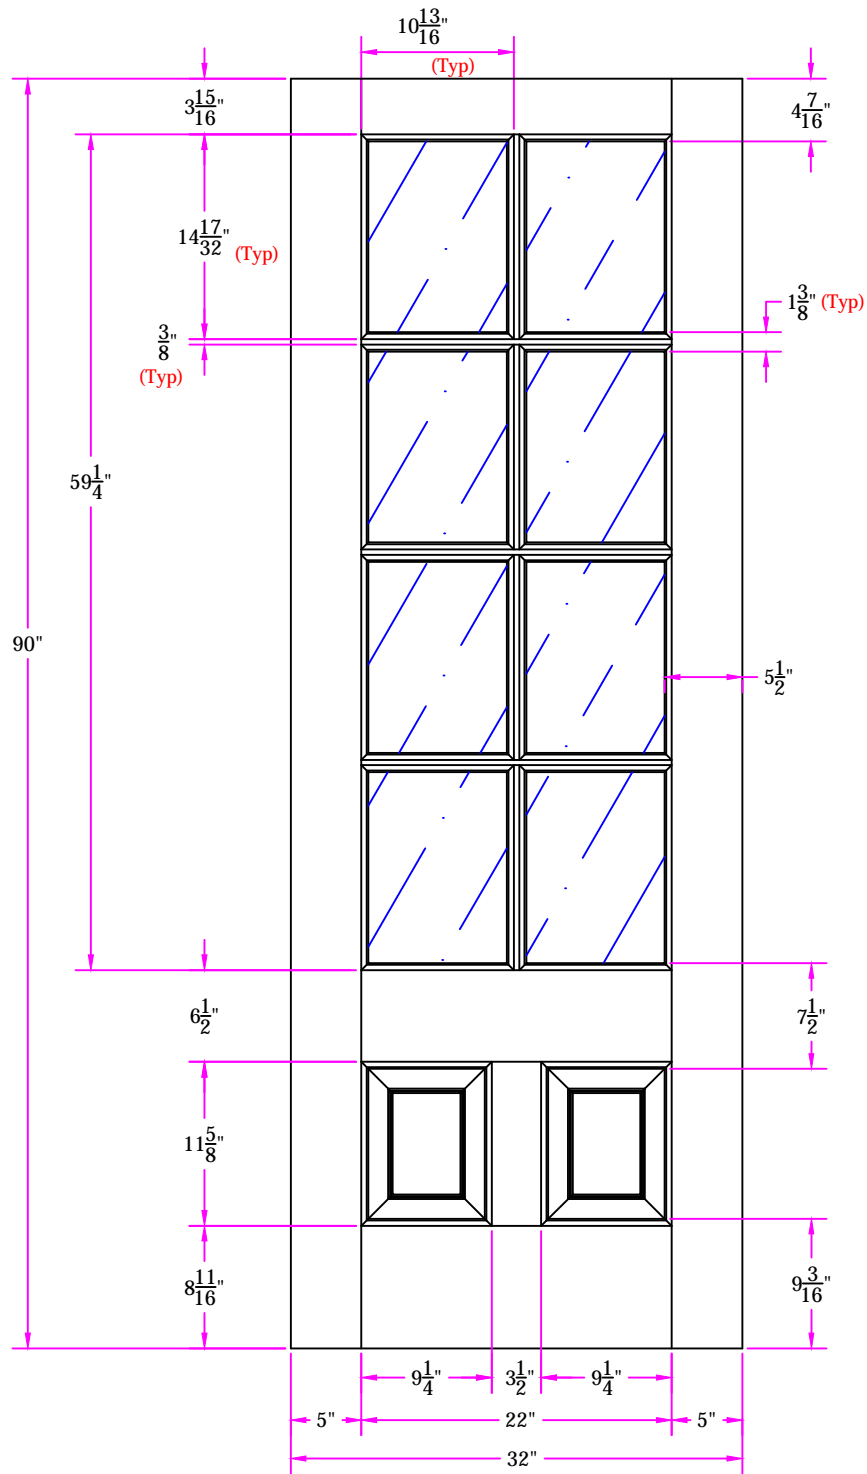 10 13/16"
(Typ)
3 15/16"
4 7/16"
14 17/32" (Typ)
1 3/8" (Typ)
3/8"
(Typ)
59 1/4"
90"
5 1/2"
6 1/2"
7 1/2"
11 5/8"
8 11/16"
9 3/16"
9 1/4" 3 1/2" 9 1/4"
5" 22" 5"
32"